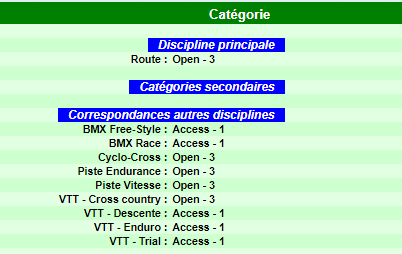 Catégorie
Discipline principale
Route : Open - 3
Catégories secondaires
Correspondances autres disciplines
BMX Free-Style : Access - 1
BMX Race : Access - 1
Cyclo-Cross : Open - 3
Piste Endurance : Open - 3
Piste Vitesse : Open - 3
VTT - Cross country : Open - 3
VTT - Descente : Access - 1
VTT - Enduro : Access - 1
VTT - Trial : Access - 1